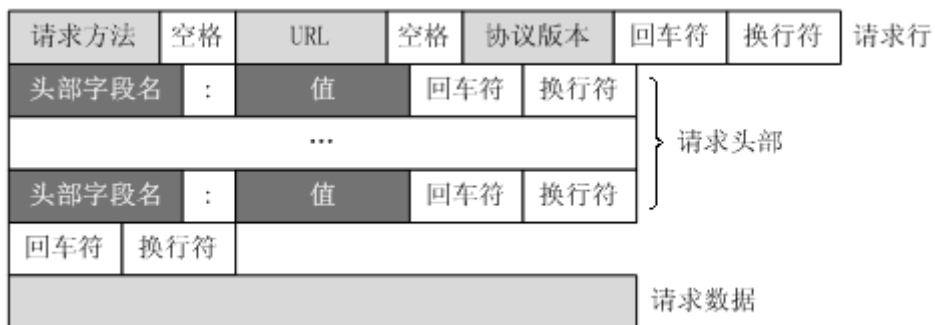 请求方法 空格 URL 空格 协议版本 回车符 换行符 请求行
头部字段名 : 值 回车符 换行符
… 请求头部
头部字段名 : 值 回车符 换行符
回车符 换行符
请求数据